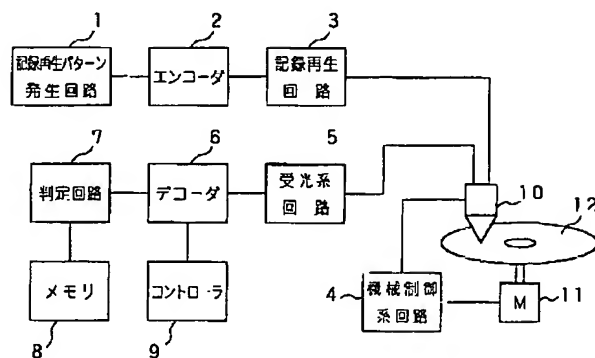 1
2
3
記録再生パターン
発生回路
エンコーダ
記録再生
回路
7
6
5
判定回路
デコーダ
受光系
回路
10
12
メモリ
コントローラ
4
機械制御
系回路
M
11
8
9